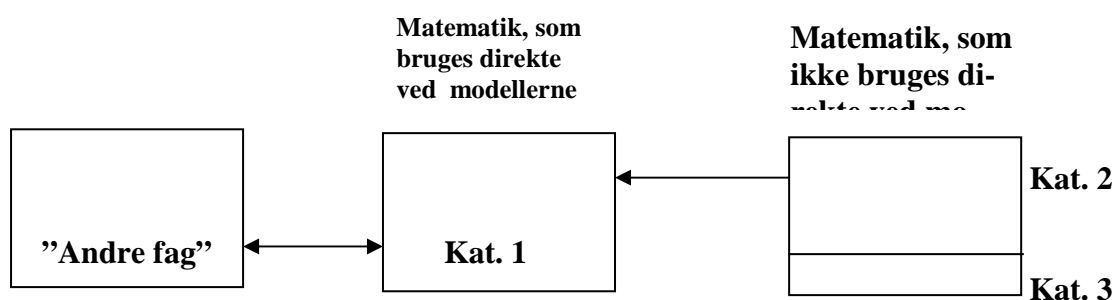 Matematik, som
bruges direkte
ved modellerne
Matematik, som
ikke bruges di-
”Andre fag”
Kat. 1
Kat. 2
Kat. 3